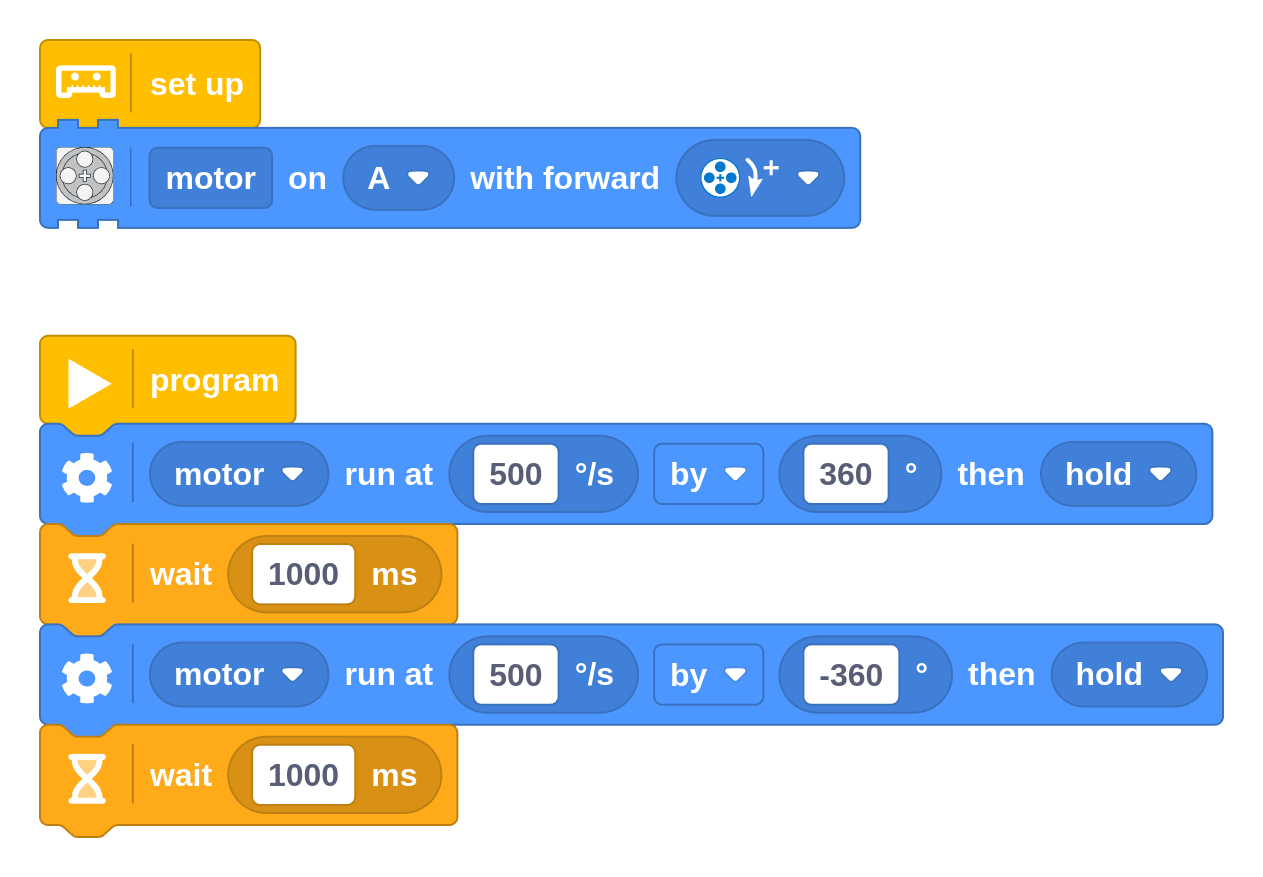 set up
motor on A with forward +
program
motor run at 500 °/s by 360 ° then hold
wait 1000 ms
motor run at 500 °/s by -360 ° then hold
wait 1000 ms